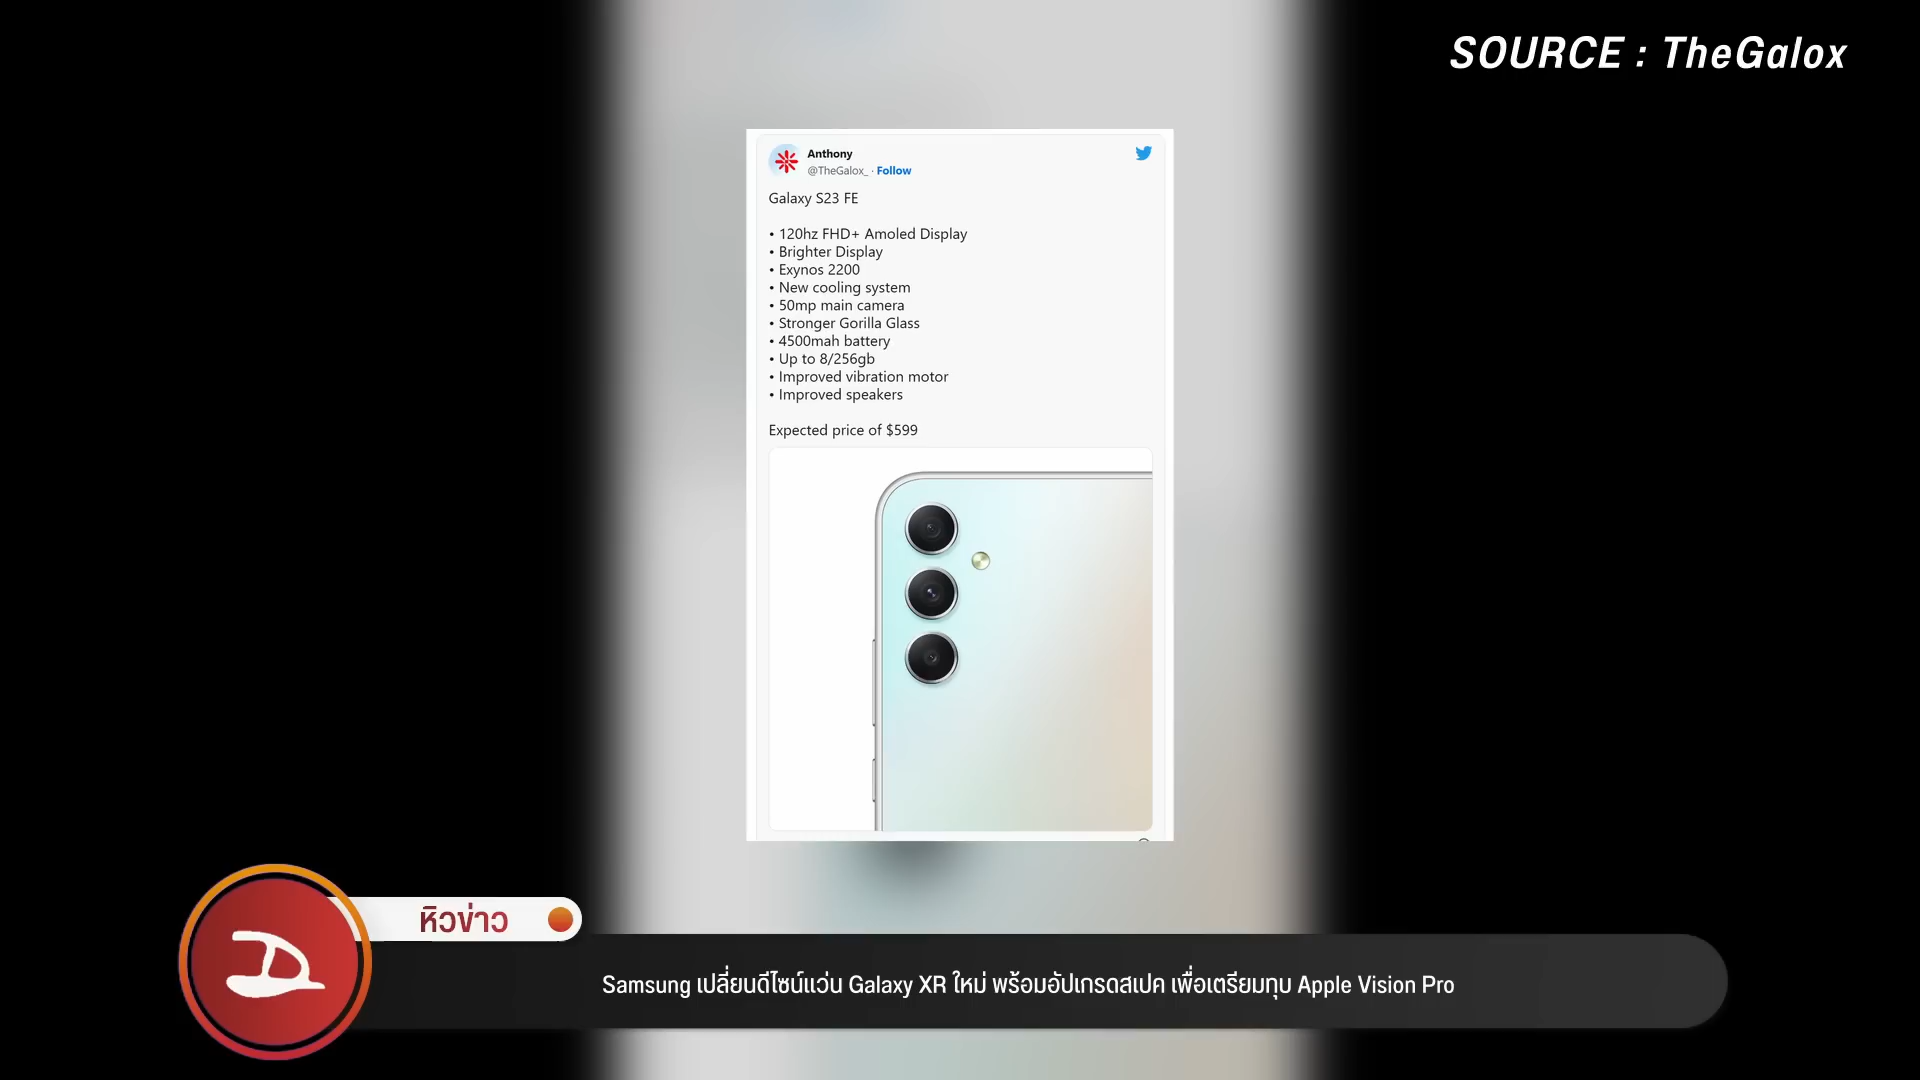 SOURCE : TheGalox
Anthony
@TheGalox_ · Follow
Galaxy S23 FE
• 120hz FHD+ Amoled Display
• Brighter Display
• Exynos 2200
• New cooling system
• 50mp main camera
• Stronger Gorilla Glass
• 4500mah battery
• Up to 8/256gb
• Improved vibration motor
• Improved speakers
Expected price of $599
หิวข่าว
Samsung เปลี่ยนดีไซน์แว่น Galaxy XR ใหม่ พร้อมอัปเกรดสเปค เพื่อเตรียมทุบ Apple Vision Pro